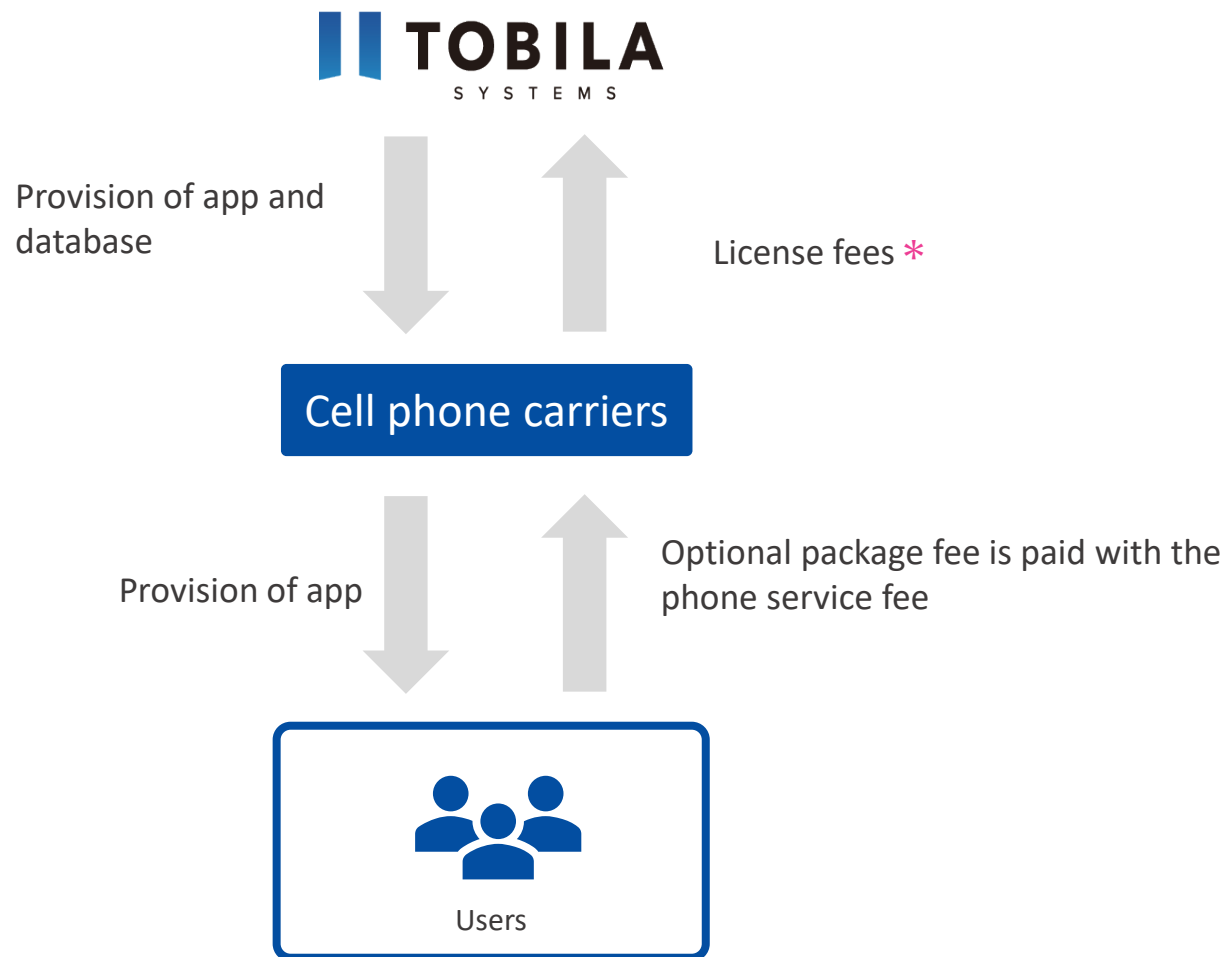 TOBILA
SYSTEMS
Provision of app and
database
License fees *
Cell phone carriers
Provision of app
Optional package fee is paid with the
phone service fee
Users